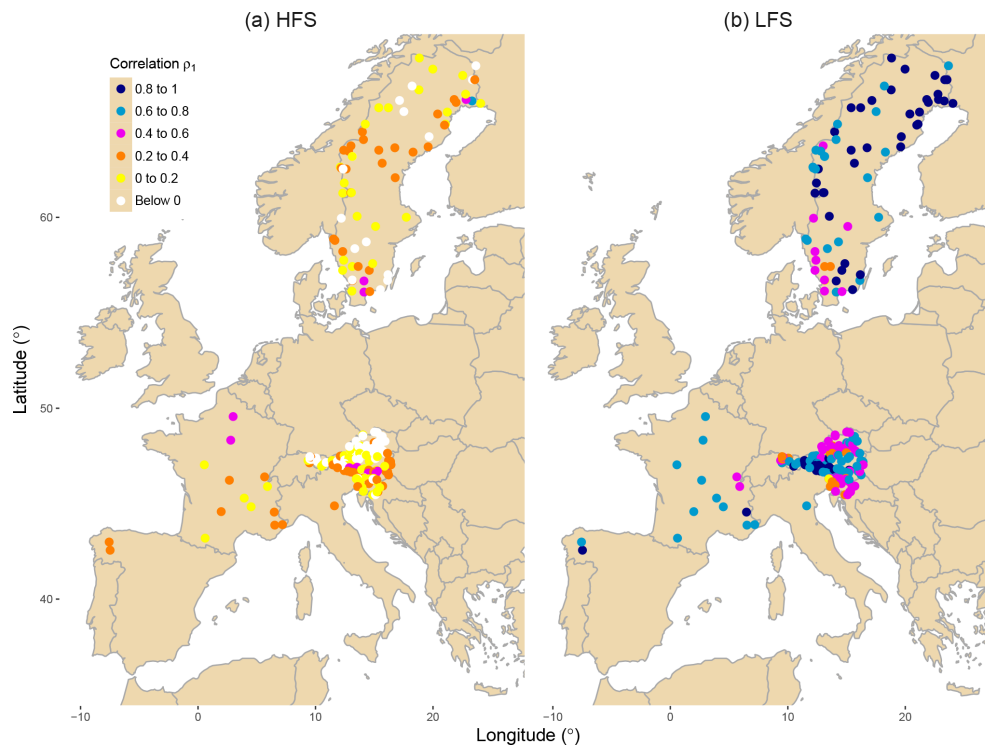 (a) HFS
(b) LFS
Correlation ρ1
0.8 to 1
0.6 to 0.8
0.4 to 0.6
0.2 to 0.4
0 to 0.2
Below 0
60
50
40
Latitude (°)
−10 0 10 20 −10 0 10 20
Longitude (°)